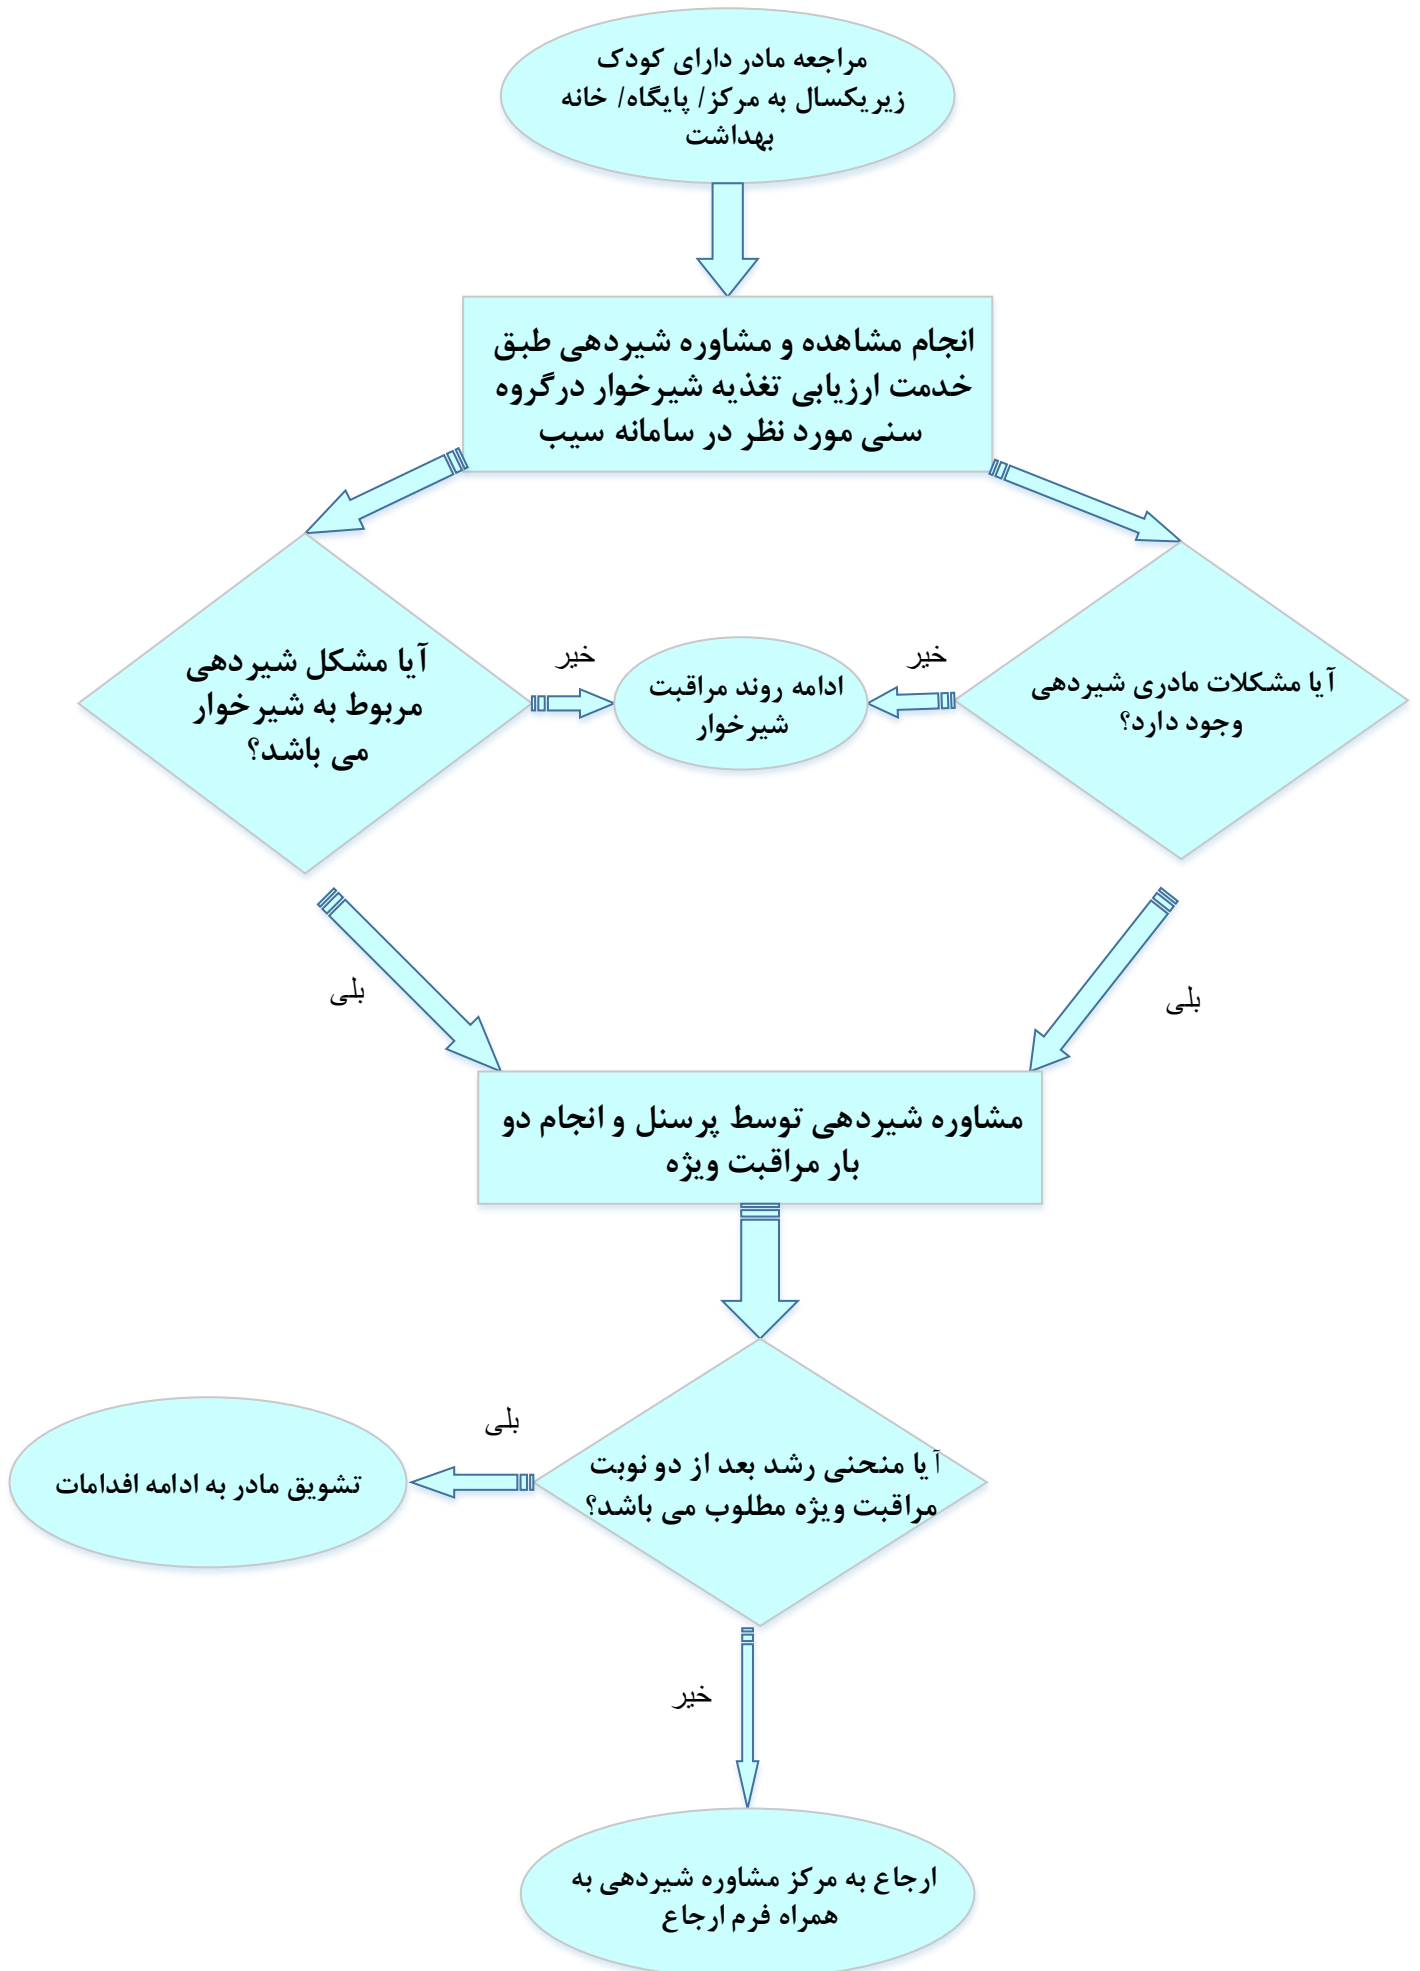 مراجعه مادر دارای کودک
زیریکسال به مرکز/ پایگاه/ خانه
بهداشت
انجام مشاهده و مشاوره شیردهی طبق
خدمت ارزیابی تغذیه شیرخوار درگروه
سنی مورد نظر در سامانه سیب
آیا مشکلات مادری شیردهی
وجود دارد؟
خیر
ادامه روند مراقبت
شیرخوار
خیر
آیا مشکل شیردهی
مربوط به شیرخوار
می باشد؟
بلی
بلی
مشاوره شیردهی توسط پرسنل و انجام دو
بار مراقبت ویژه
آیا منحنی رشد بعد از دو نوبت
مراقبت ویژه مطلوب می باشد؟
بلی
تشویق مادر به ادامه اقدامات
خیر
ارجاع به مرکز مشاوره شیردهی به
همراه فرم ارجاع